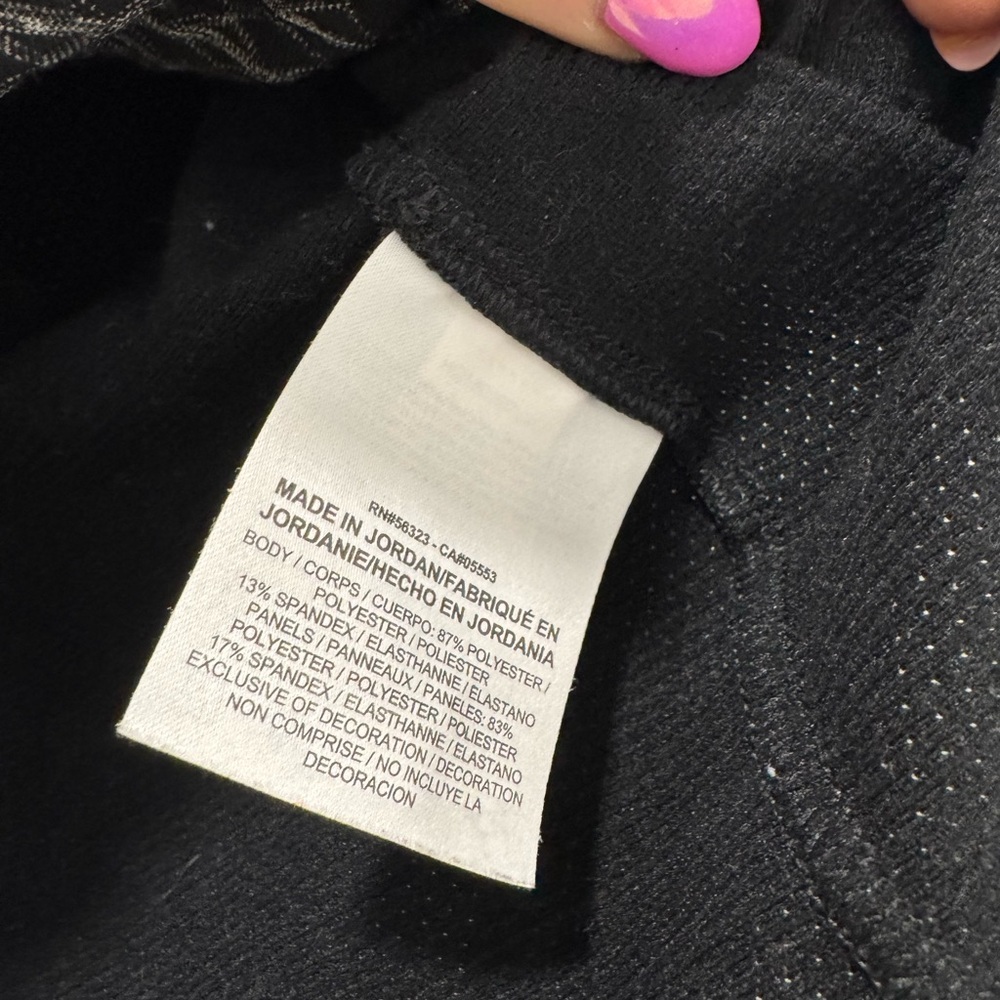 RN#56323 - CA#05553
MADE IN JORDAN/FABRIQUÉ EN
JORDANIE/HECHO EN JORDANIA
BODY / CORPS / CUERPO: 87% POLYESTER /
POLYESTER / POLIESTER
13% SPANDEX / ELASTHANNE / ELASTANO
PANELS / PANNEAUX / PANELES: 83%
POLYESTER / POLYESTER / POLIESTER
17% SPANDEX / ELASTHANNE / ELASTANO
EXCLUSIVE OF DECORATION / DECORATION
NON COMPRISE / NO INCLUYE LA
DECORACION